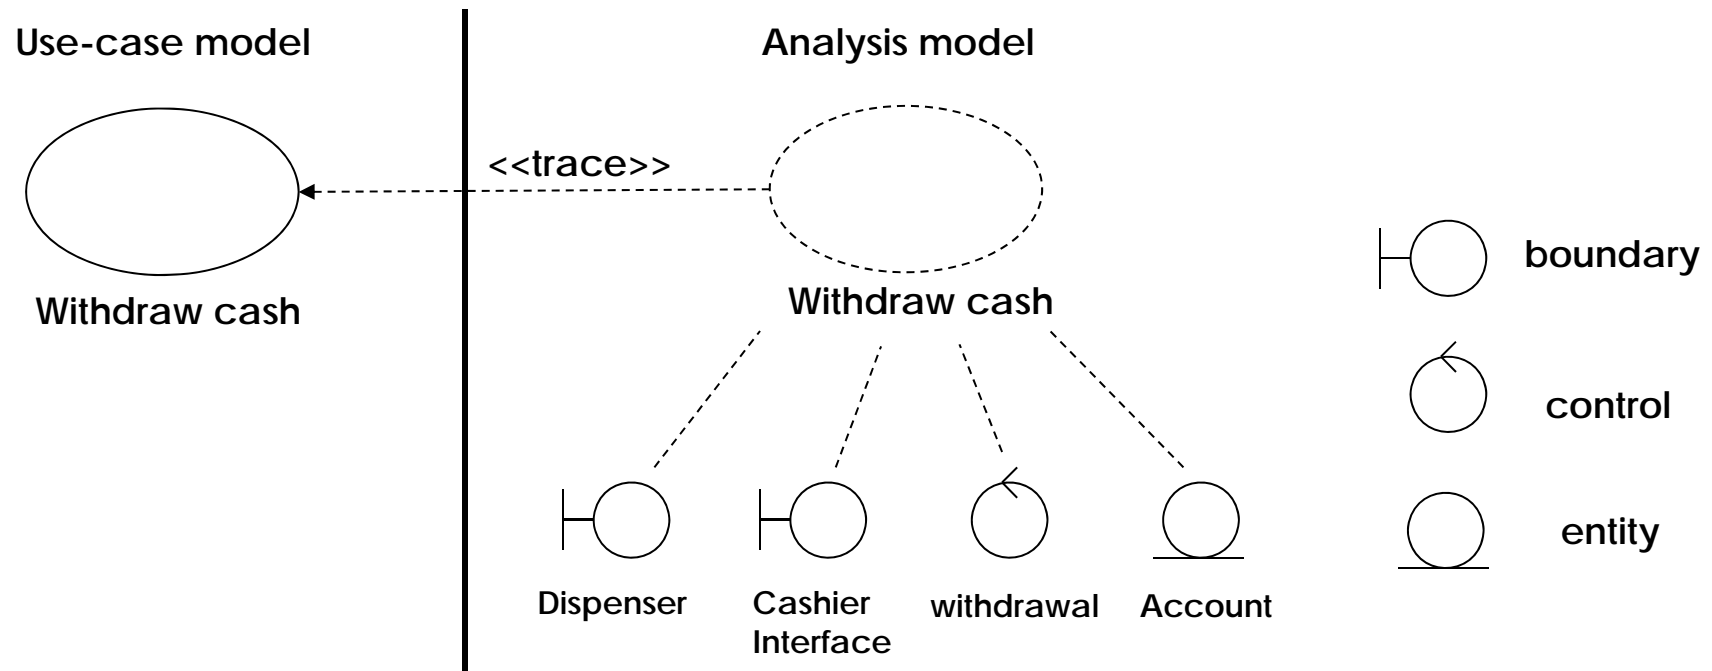 Use-case model
Analysis model
<<trace>>
Withdraw cash
Withdraw cash
boundary
control
entity
Dispenser
Cashier
Interface
withdrawal
Account